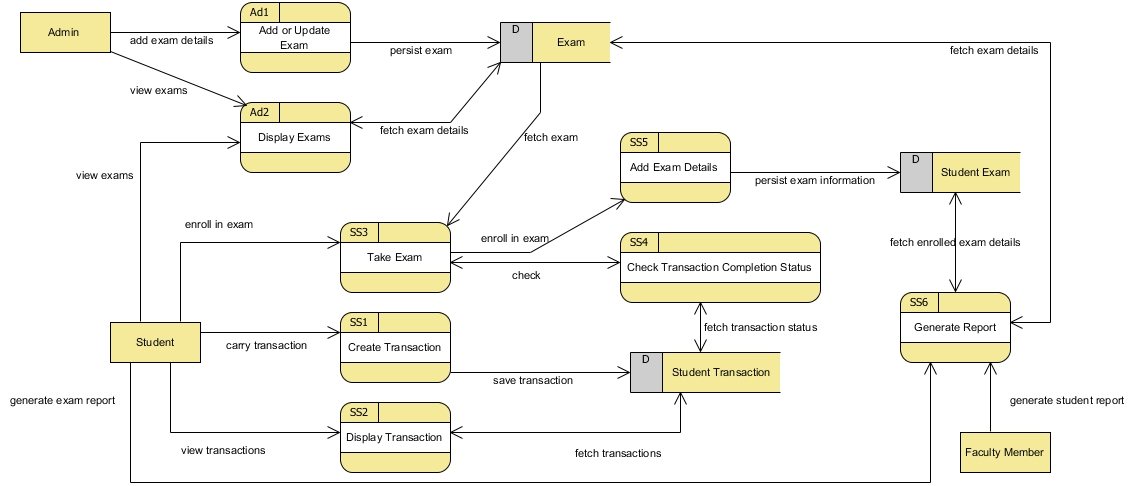 Admin
add exam details
Ad1
Add or Update
Exam
persist exam
D
Exam
fetch exam details
view exams
Ad2
Display Exams
fetch exam details
fetch exam
view exams
SS5
Add Exam Details
persist exam information
D
Student Exam
enroll in exam
SS3
Take Exam
enroll in exam
check
SS4
Check Transaction Completion Status
fetch enrolled exam details
SS6
Generate Report
Student
carry transaction
SS1
Create Transaction
fetch transaction status
save transaction
D
Student Transaction
generate exam report
SS2
Display Transaction
view transactions
fetch transactions
generate student report
Faculty Member